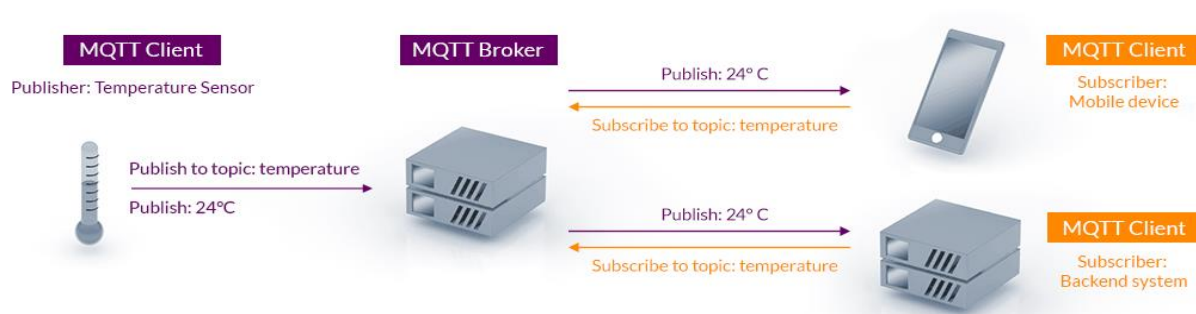 MQTT Client
Publisher: Temperature Sensor
Publish to topic: temperature
Publish: 24°C
MQTT Broker
Publish: 24° C
Subscribe to topic: temperature
MQTT Client
Subscriber:
Mobile device
Publish: 24° C
Subscribe to topic: temperature
MQTT Client
Subscriber:
Backend system